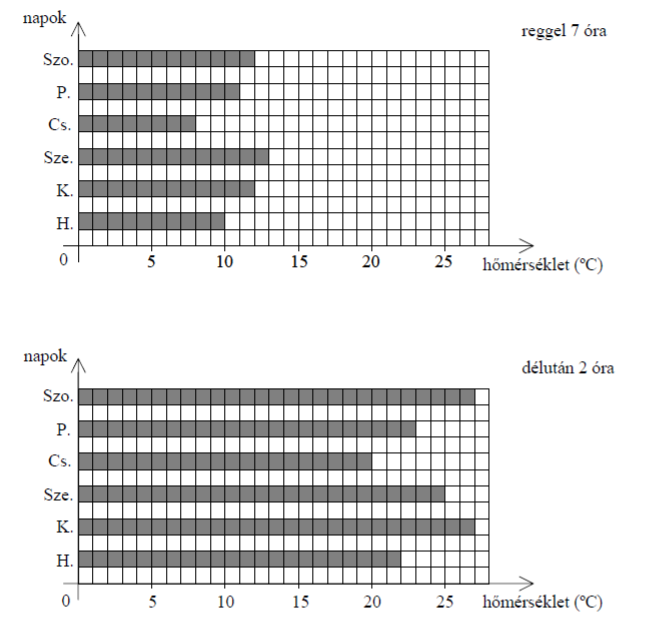 napok
reggel 7 óra
Szo.
P.
Cs.
Sze.
K.
H.
0 5 10 15 20 25 hőmérséklet (°C)
napok
délután 2 óra
Szo.
P.
Cs.
Sze.
K.
H.
0 5 10 15 20 25 hőmérséklet (°C)